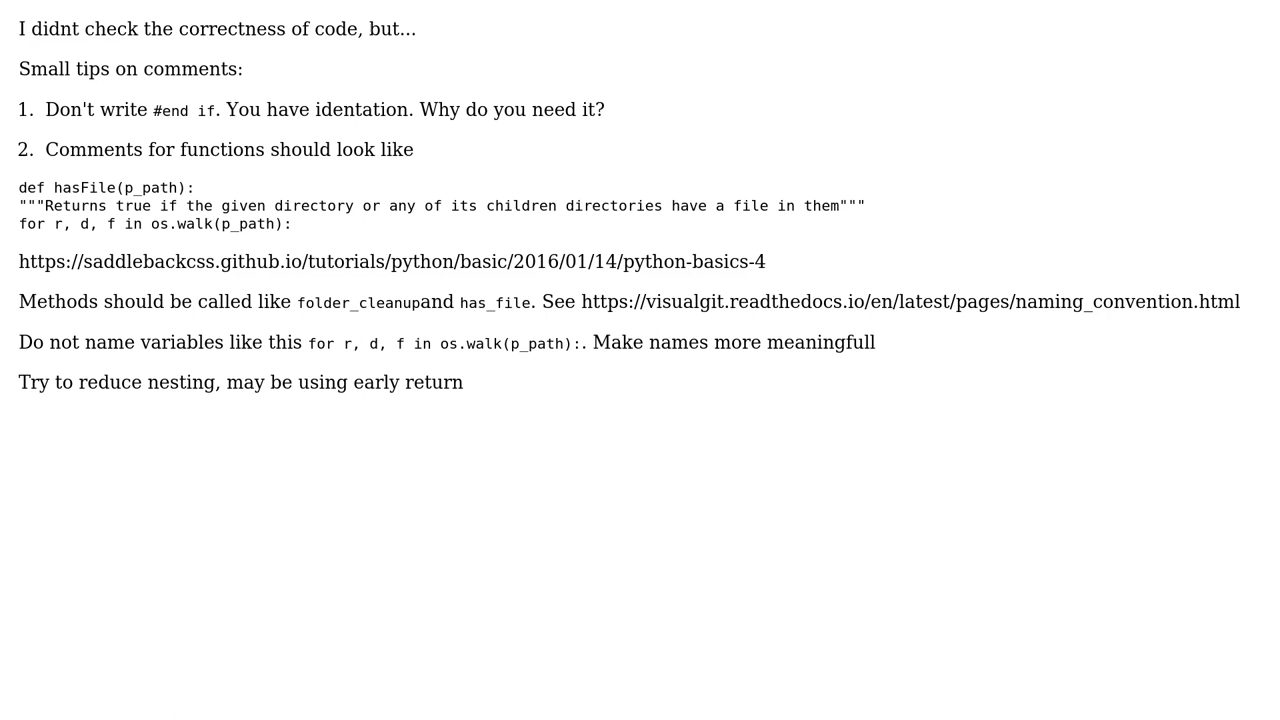 I didnt check the correctness of code, but...
Small tips on comments:
1. Don't write #end if. You have identation. Why do you need it?
2. Comments for functions should look like
def hasFile(p_path):
"""Returns true if the given directory or any of its children directories have a file in them"""
for r, d, f in os.walk(p_path):
https://saddlebackcss.github.io/tutorials/python/basic/2016/01/14/python-basics-4
Methods should be called like folder_cleanupand has_file. See https://visualgit.readthedocs.io/en/latest/pages/naming_convention.html
Do not name variables like this for r, d, f in os.walk(p_path):. Make names more meaningfull
Try to reduce nesting, may be using early return